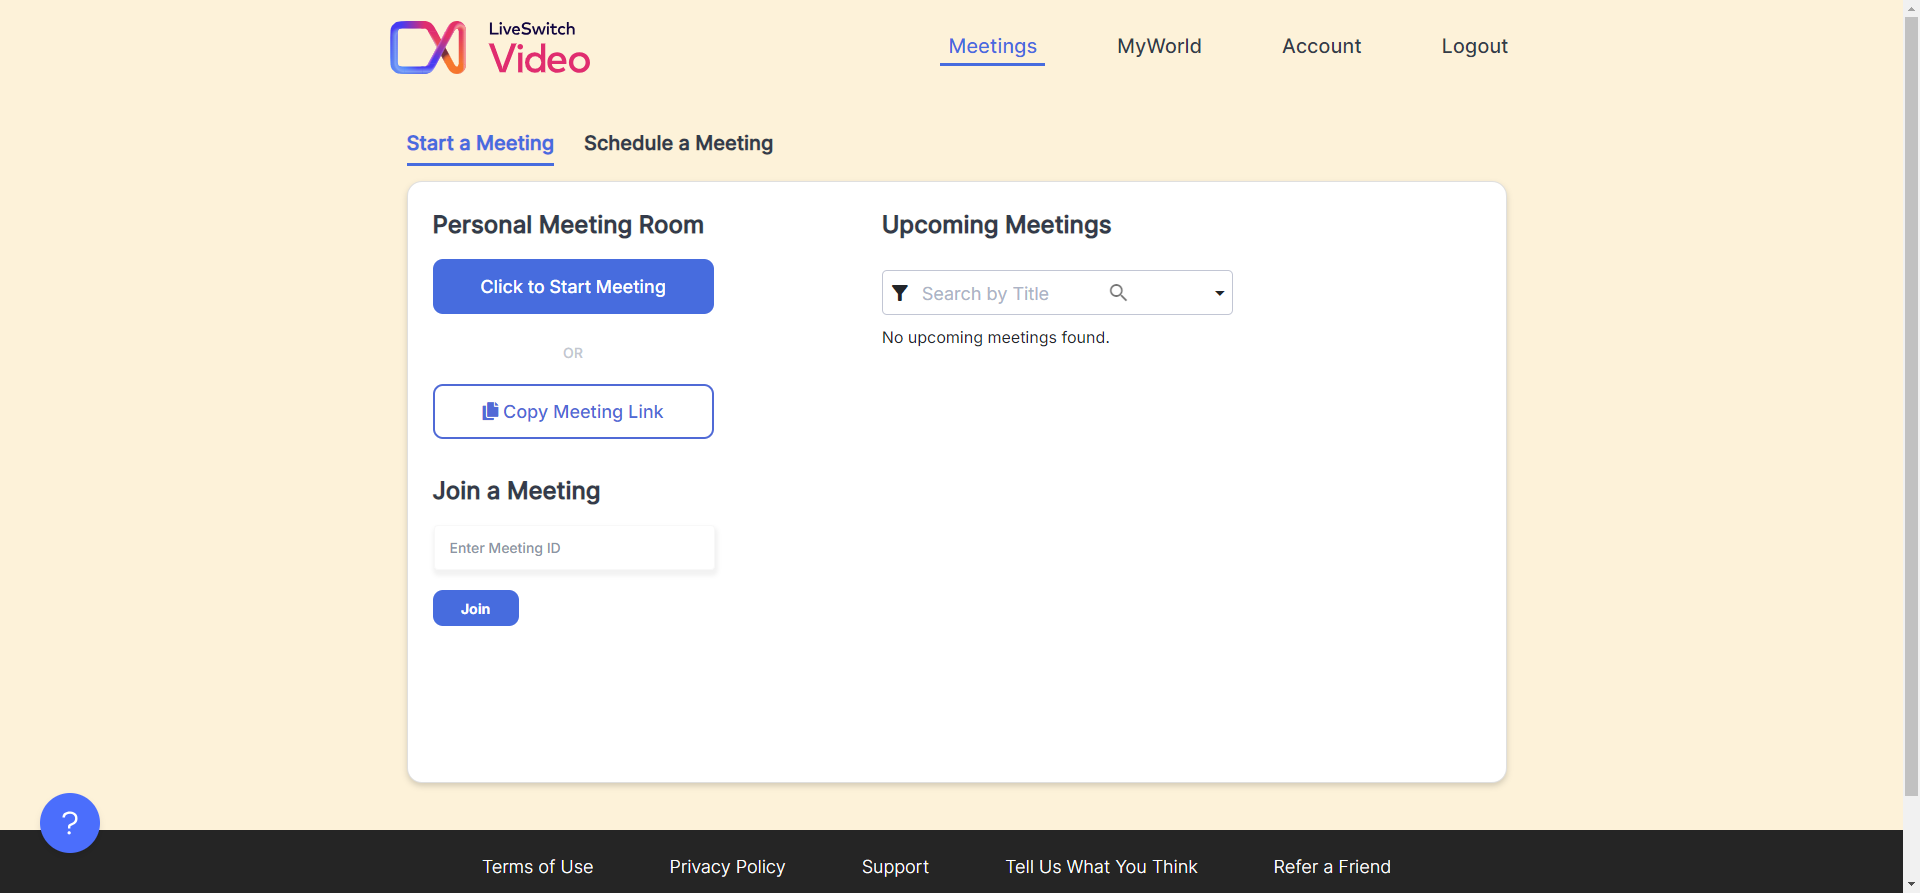 LiveSwitch
Video
Meetings
MyWorld
Account
Logout
Start a Meeting
Schedule a Meeting
Personal Meeting Room
Click to Start Meeting
OR
Copy Meeting Link
Join a Meeting
Enter Meeting ID
Join
Upcoming Meetings
Search by Title
No upcoming meetings found.
?
Terms of Use
Privacy Policy
Support
Tell Us What You Think
Refer a Friend